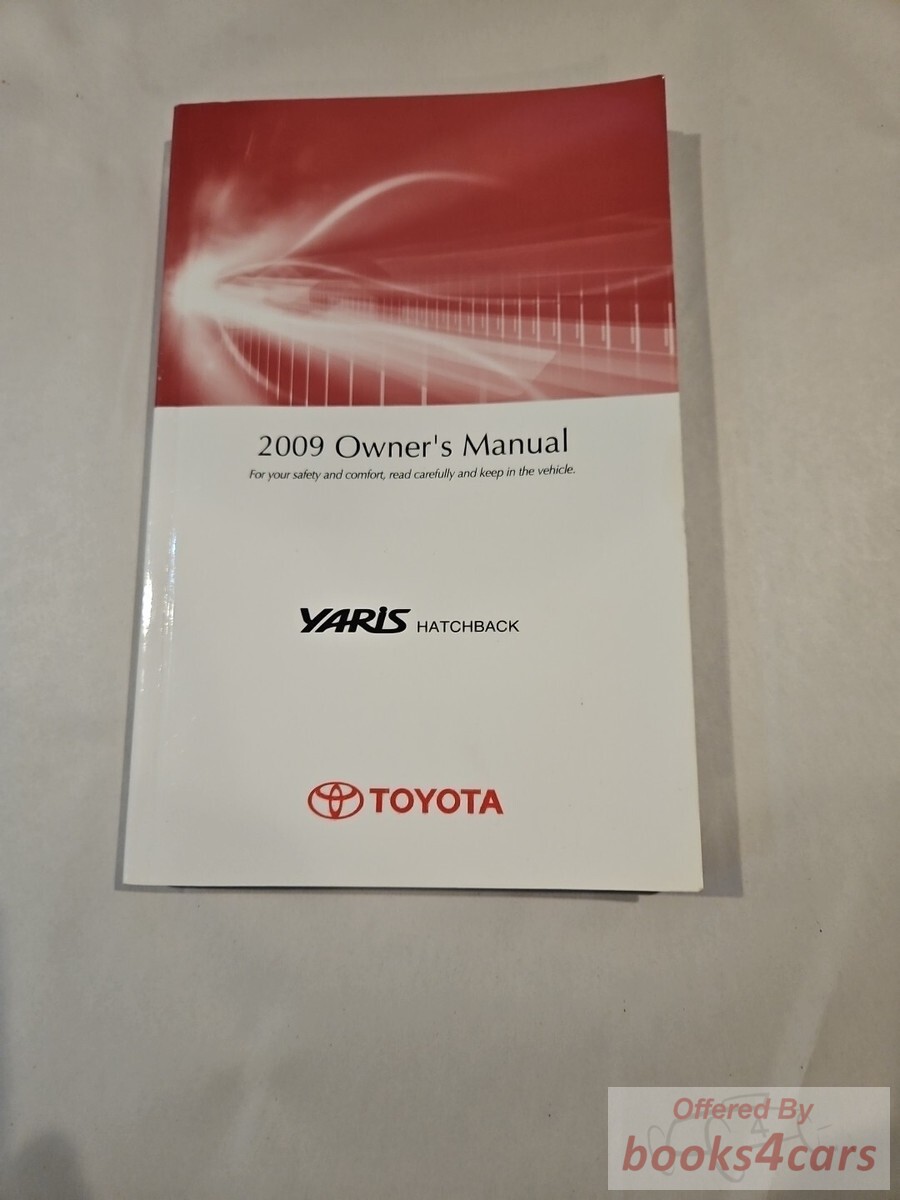 2009 Owner's Manual
For your safety and comfort, read carefully and keep in the vehicle.
YARIS HATCHBACK
TOYOTA
Offered By
books4cars